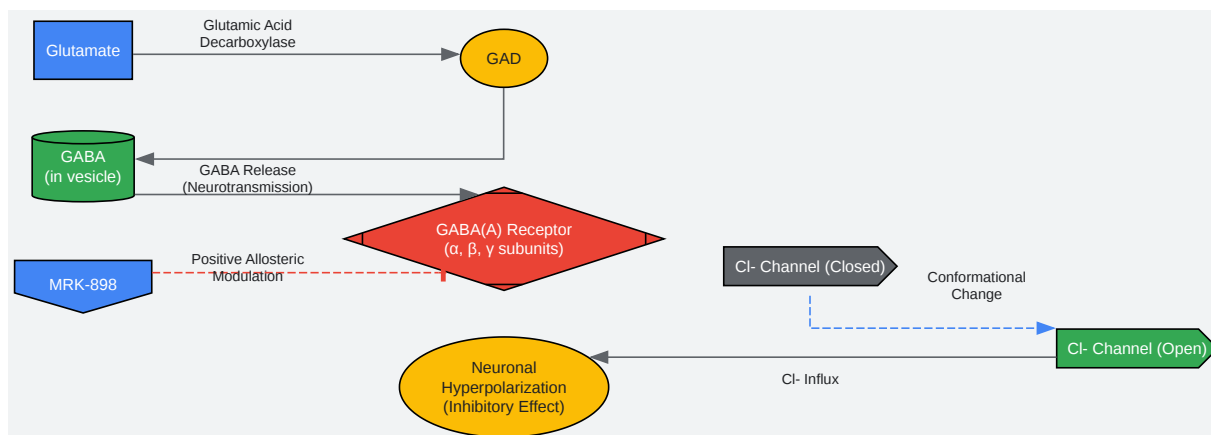 Glutamate
Glutamic Acid
Decarboxylase
GAD
GABA
(in vesicle)
GABA Release
(Neurotransmission)
GABA(A) Receptor
(α, β, γ subunits)
MRK-898
Positive Allosteric
Modulation
Cl- Channel (Closed)
Conformational
Change
Cl- Channel (Open)
Cl- Influx
Neuronal
Hyperpolarization
(Inhibitory Effect)